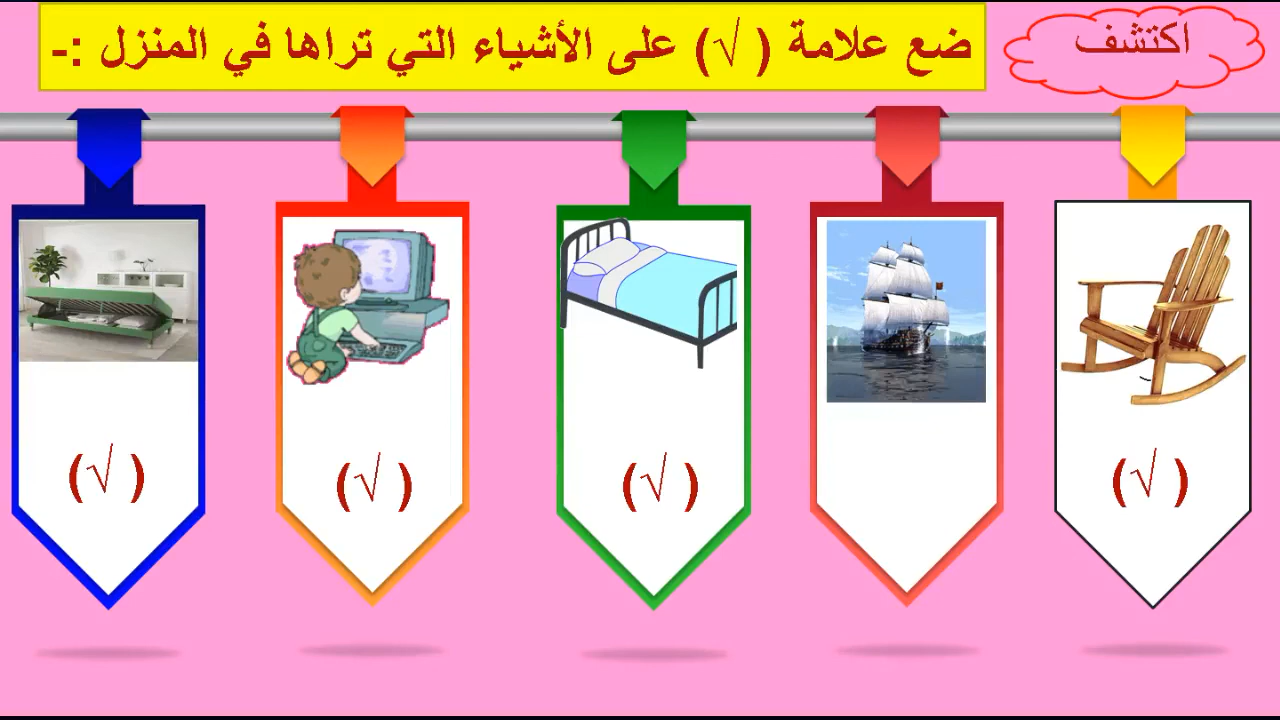 اكتشف
ضع علامة ( √) على الأشياء التي تراها في المنزل :-
( √)
( √)
( √)
( √)